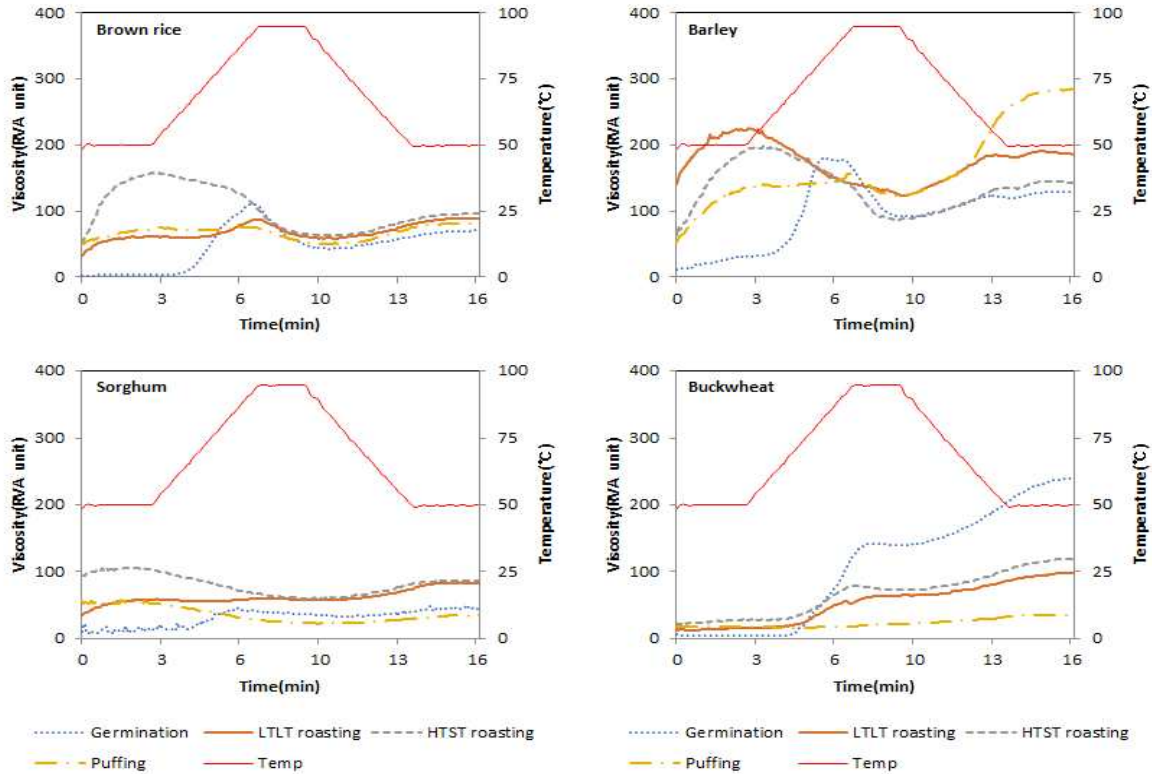 Brown rice
Viscosity(RVA unit)
400
300
200
100
0
100
75
50
25
0
Temperature(℃)
0 3 6 10 13 16
Time(min)
Barley
Viscosity(RVA unit)
400
300
200
100
0
100
75
50
25
0
Temperature(℃)
0 3 6 10 13 16
Time(min)
Sorghum
Viscosity(RVA unit)
400
300
200
100
0
100
75
50
25
0
Temperature(℃)
0 3 6 10 13 16
Time(min)
Buckwheat
Viscosity(RVA unit)
400
300
200
100
0
100
75
50
25
0
Temperature(℃)
0 3 6 10 13 16
Time(min)
Germination LTLT roasting HTST roasting
Puffing Temp
Germination LTLT roasting HTST roasting
Puffing Temp